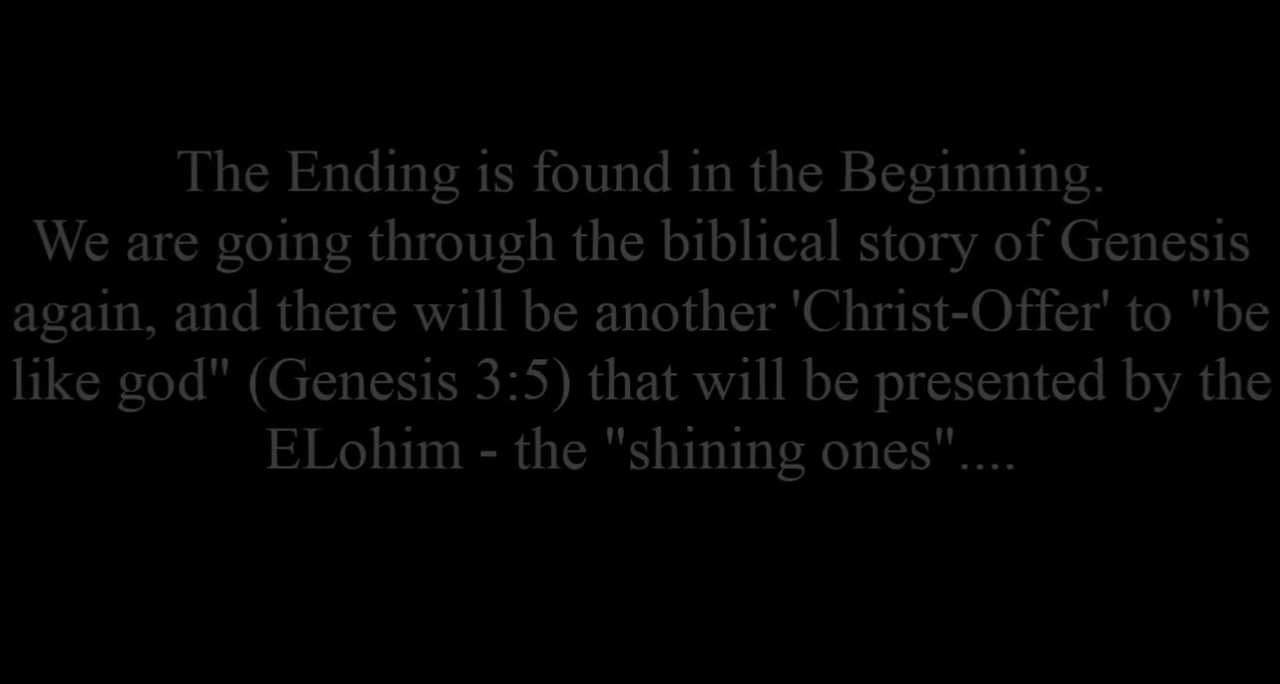 The Ending is found in the Beginning.
We are going through the biblical story of Genesis
again, and there will be another 'Christ-Offer' to "be
like god" (Genesis 3:5) that will be presented by the
ELohim - the "shining ones"....